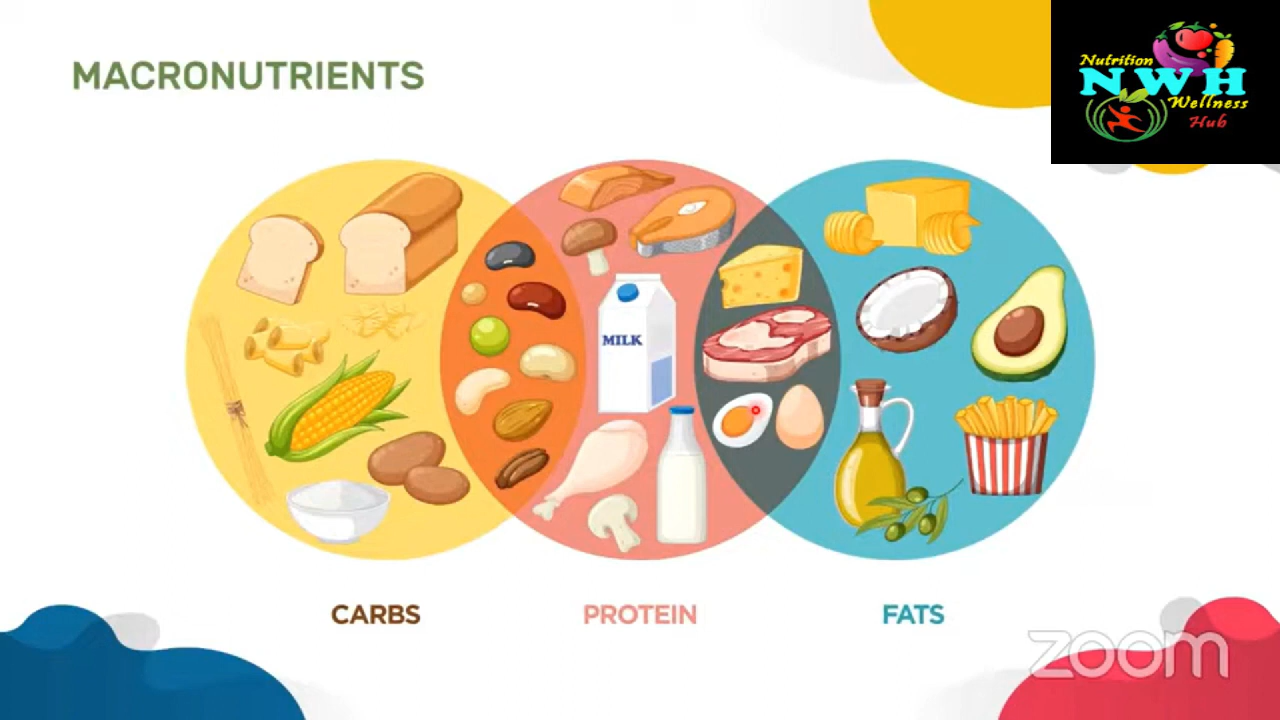 MACRONUTRIENTS
Nutrition
NWH
Wellness
Hub
MILK
CARBS
PROTEIN
FATS
zoom